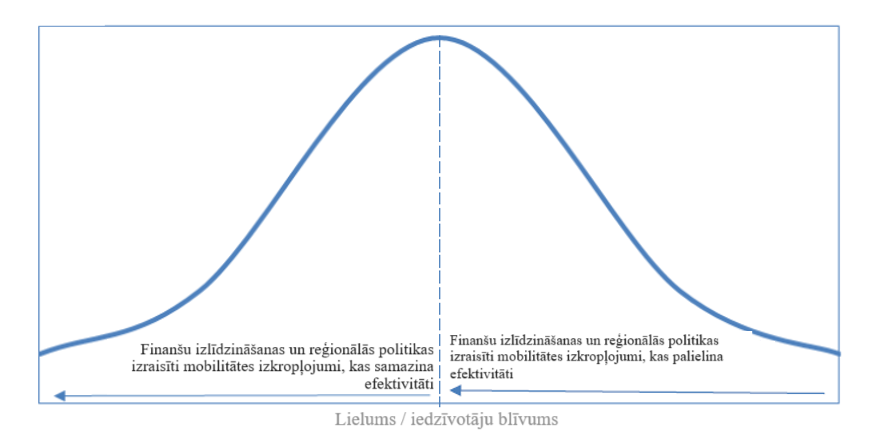 Finanšu izlīdzināšanas un reģionālās politikas
izraisīti mobilitātes izkropļojumi, kas samazina
efektivitāti
Finanšu izlīdzināšanas un reģionālās politikas
izraisīti mobilitātes izkropļojumi, kas palielina
efektivitāti
Lielums / iedzīvotāju blīvums